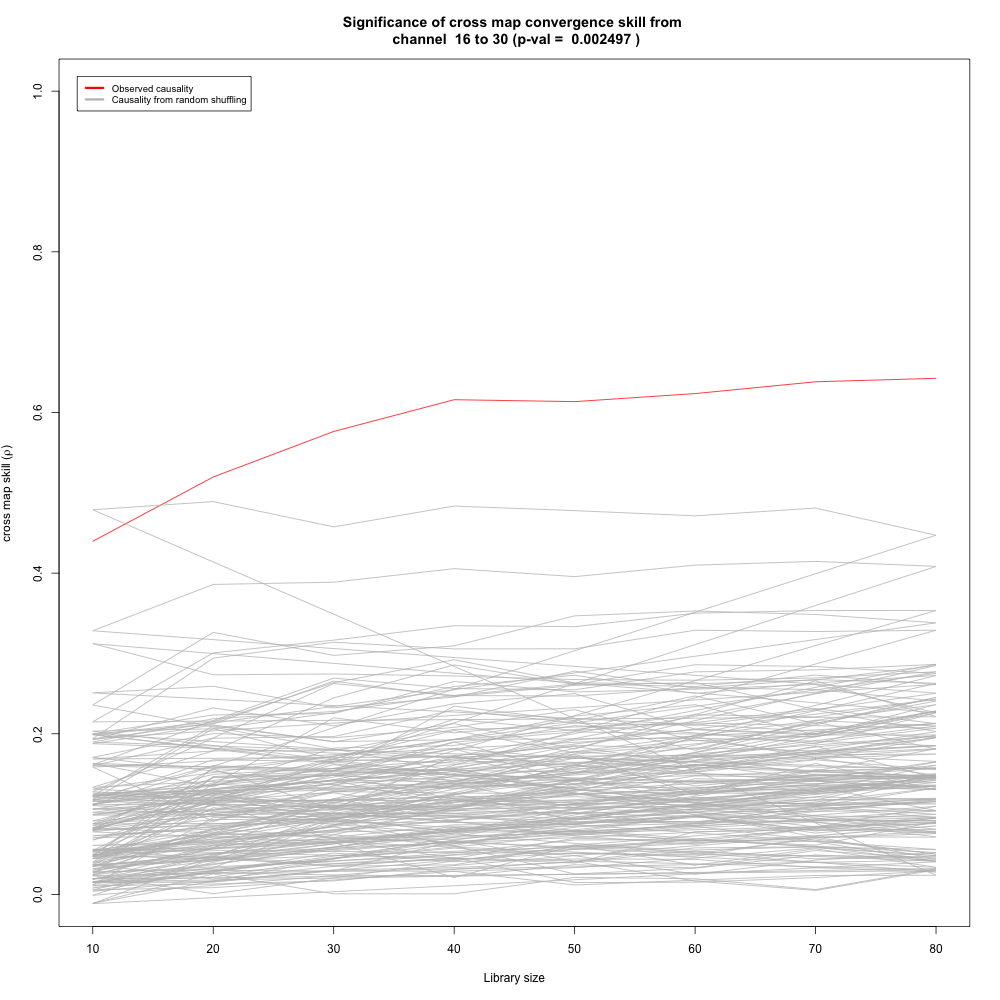 Significance of cross map convergence skill from
channel  16 to 30 (p-val =  0.002497 )
Observed causality
Causality from random shuffling
cross map skill (ρ)
1.0
0.8
0.6
0.4
0.2
0.0
10 20 30 40 50 60 70 80
Library size